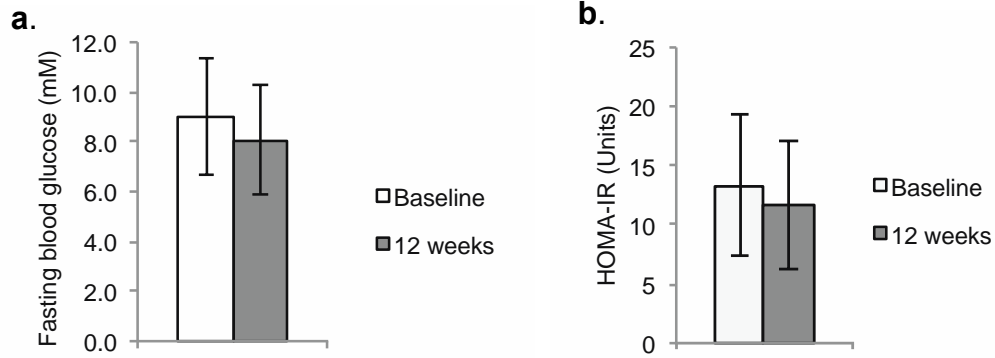 a.
Fasting blood glucose (mM)
12.0
10.0
8.0
6.0
4.0
2.0
0.0
Baseline
12 weeks
b.
HOMA-IR (Units)
25
20
15
10
5
0
Baseline
12 weeks